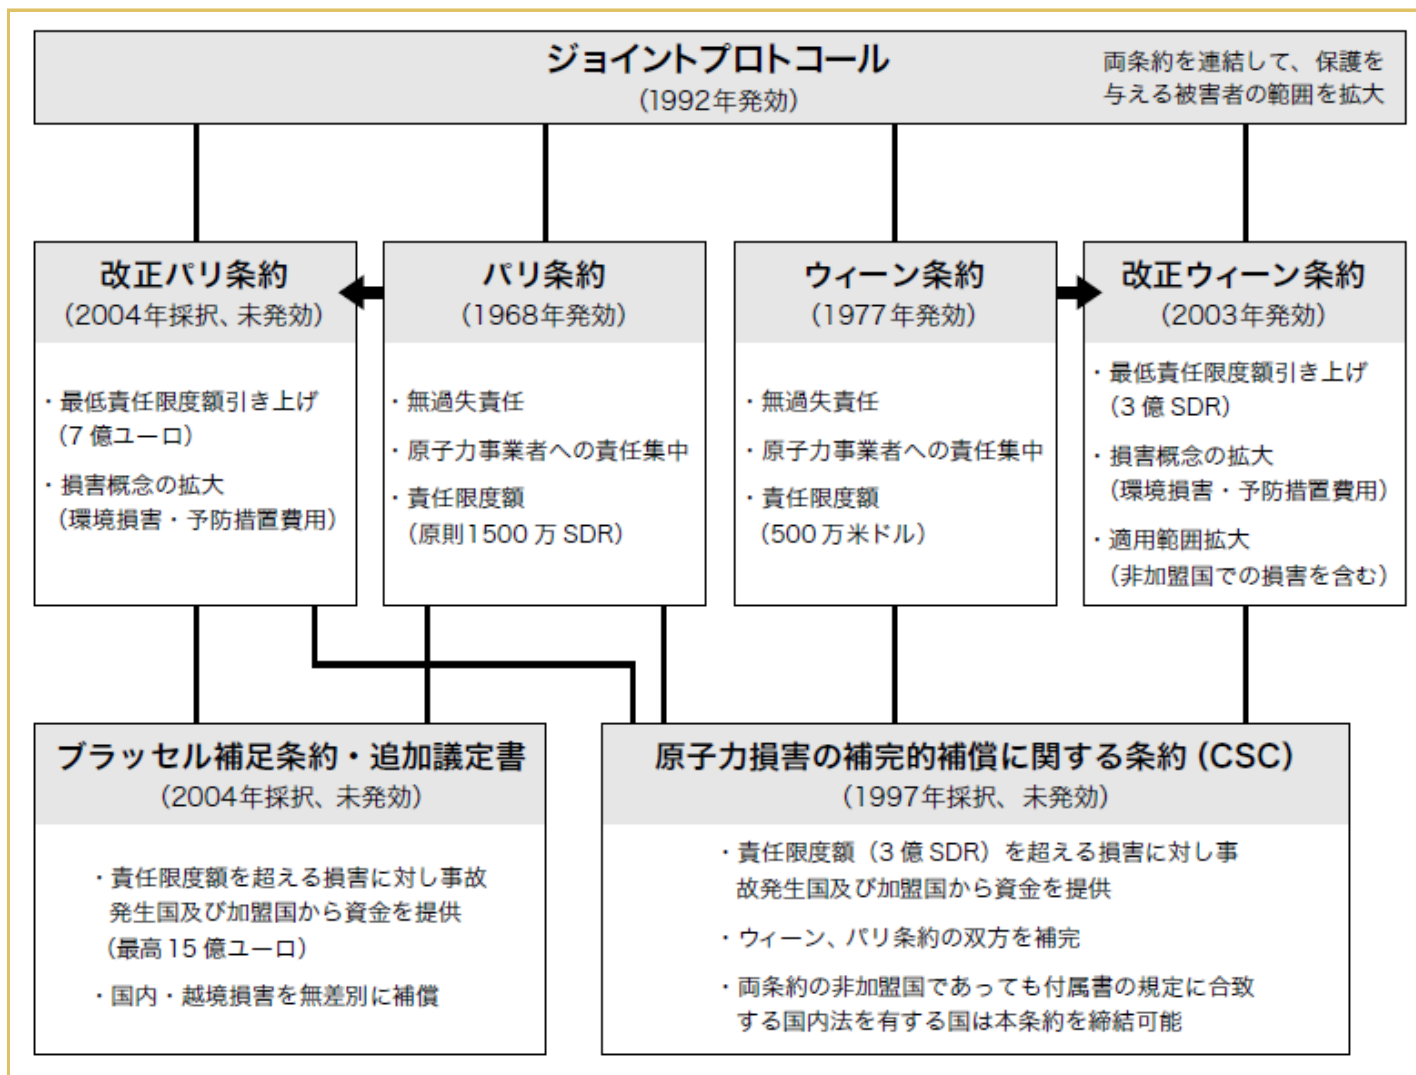 ジョイントプロトコール
（1992年発効）
両条約を連結して、保護を
与える被害者の範囲を拡大
改正パリ条約
（2004年採択、未発効）
・最低責任限度額引き上げ
（7億ユーロ）
・損害概念の拡大
（環境損害・予防措置費用）
パリ条約
（1968年発効）
・無過失責任
・原子力事業者への責任集中
・責任限度額
（原則1500万SDR）
ウィーン条約
（1977年発効）
・無過失責任
・原子力事業者への責任集中
・責任限度額
（500万米ドル）
改正ウィーン条約
（2003年発効）
・最低責任限度額引き上げ
（3億SDR）
・損害概念の拡大
（環境損害・予防措置費用）
・適用範囲拡大
（非加盟国での損害を含む）
ブラッセル補足条約・追加議定書
（2004年採択、未発効）
・責任限度額を超える損害に対し事故
発生国及び加盟国から資金を提供
（最高15億ユーロ）
・国内・越境損害を無差別に補償
原子力損害の補完的補償に関する条約（CSC）
（1997年採択、未発効）
・責任限度額（3億SDR）を超える損害に対し事
故発生国及び加盟国から資金を提供
・ウィーン、パリ条約の双方を補完
・両条約の非加盟国であっても付属書の規定に合致
する国内法を有する国は本条約を締結可能